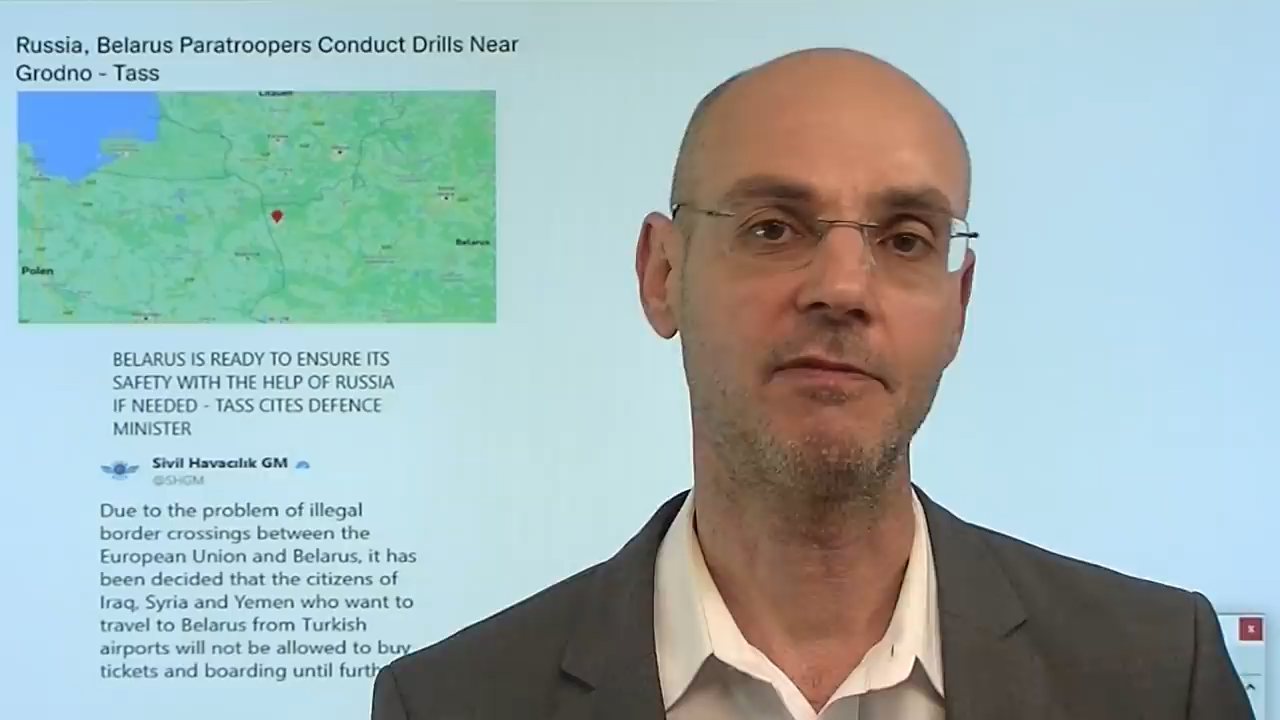 Russia, Belarus Paratroopers Conduct Drills Near
Grodno - Tass
Litauen
Polen
Belarus
BELARUS IS READY TO ENSURE ITS
SAFETY WITH THE HELP OF RUSSIA
IF NEEDED - TASS CITES DEFENCE
MINISTER
Sivil Havacılık GM
@SHGM
Due to the problem of illegal
border crossings between the
European Union and Belarus, it has
been decided that the citizens of
Iraq, Syria and Yemen who want to
travel to Belarus from Turkish
airports will not be allowed to buy
tickets and boarding until
x